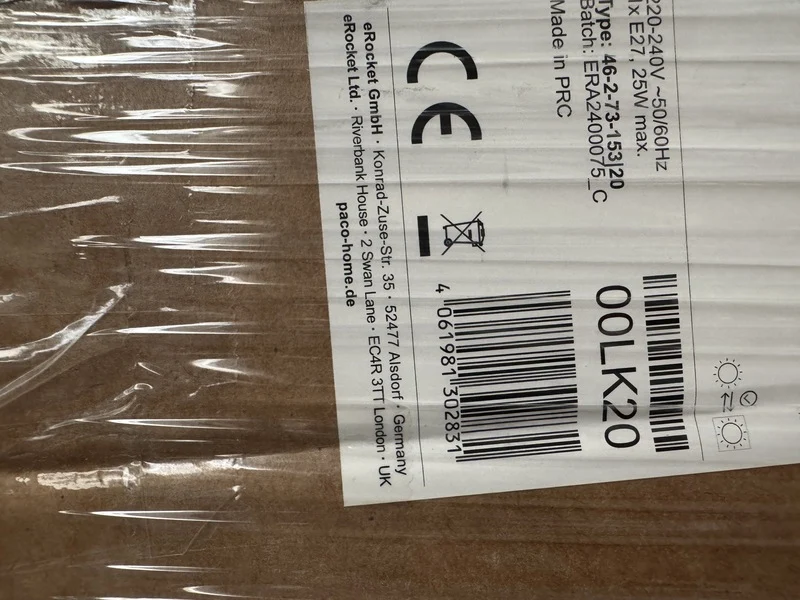 220-240V ~50/60Hz
1x E27, 25W max.
Type: 46-2-73-153|20
Batch: ERA2400075_C
Made in PRC
00LK20
4 061981 302831
CE
eRocket GmbH · Konrad-Zuse-Str. 35 · 52477 Alsdorf · Germany
eRocket Ltd. · Riverbank House · 2 Swan Lane · EC4R 3TT London · UK
paco-home.de